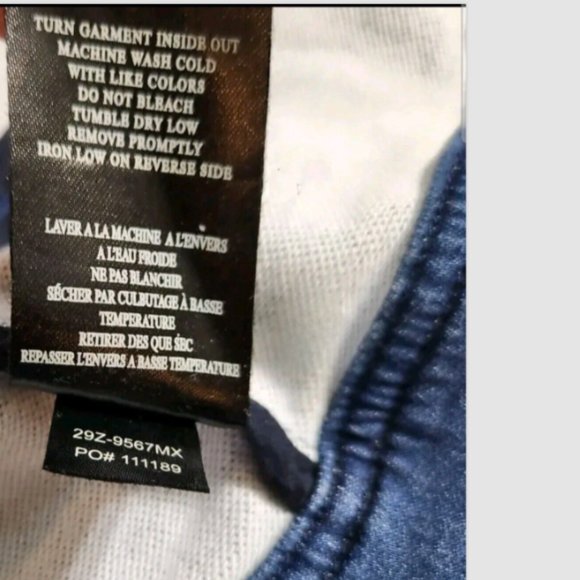 TURN GARMENT INSIDE OUT
MACHINE WASH COLD
WITH LIKE COLORS
DO NOT BLEACH
TUMBLE DRY LOW
REMOVE PROMPTLY
IRON LOW ON REVERSE SIDE
LAVER A LA MACHINE A L'ENVERS
A L'EAU FROIDE
NE PAS BLANCHIR
SÉCHER PAR CULBUTAGE À BASSE
TEMPERATURE
RETIRER DES QUE SEC
REPASSER L'ENVERS A BASSE TEMPERATURE
29Z-9567MX
PO# 111189